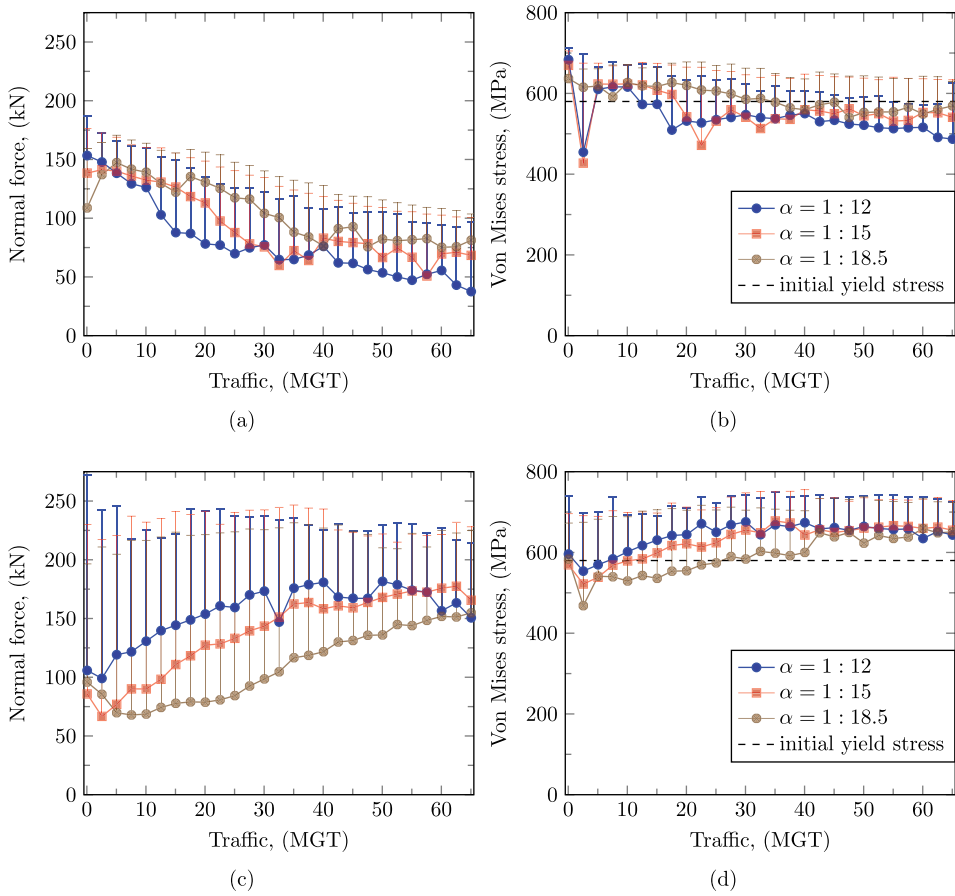 250
200
150
100
50
0
Normal force, (kN)
0 10 20 30 40 50 60
Traffic, (MGT)
(a)
800
600
400
200
0
Von Mises stress, (MPa)
α = 1 : 12
α = 1 : 15
α = 1 : 18.5
initial yield stress
0 10 20 30 40 50 60
Traffic, (MGT)
(b)
250
200
150
100
50
0
Normal force, (kN)
0 10 20 30 40 50 60
Traffic, (MGT)
(c)
800
600
400
200
0
Von Mises stress, (MPa)
α = 1 : 12
α = 1 : 15
α = 1 : 18.5
initial yield stress
0 10 20 30 40 50 60
Traffic, (MGT)
(d)